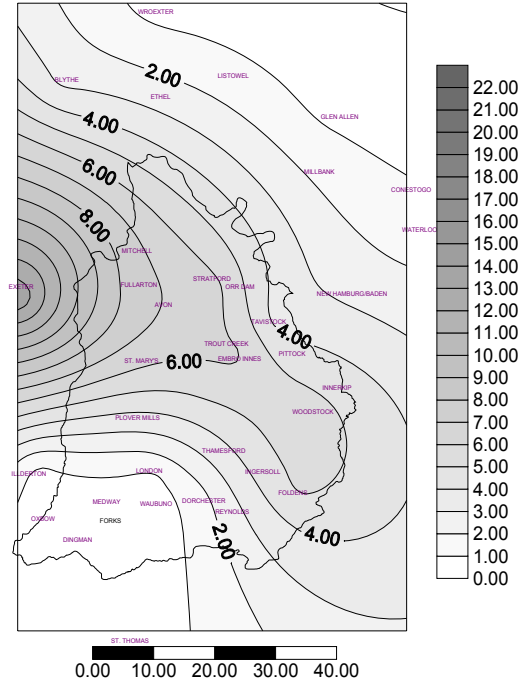 WROEXTER
2.00
LISTOWEL
BLYTHE
ETHEL
4.00
GLEN ALLEN
6.00
MILLBANK
CONESTOGO
8.00
WATERLOO
MITCHELL
STRATFORD
EXETER
FULLARTON
ORR DAM
NEW HAMBURG/BADEN
AVON
TAVISTOCK
4.00
TROUT CREEK
PITTOCK
ST. MARY'S
6.00
EMBRO INNES
INNERKIP
WOODSTOCK
PLOVER MILLS
THAMESFORD
ILDERTON
LONDON
INGERSOLL
FOLDENS
MEDWAY
WAUBUNO
DORCHESTER
REYNOLDS
OXBOW
FORKS
2.00
4.00
DINGMAN
ST. THOMAS
0.00 10.00 20.00 30.00 40.00
22.00
21.00
20.00
19.00
18.00
17.00
16.00
15.00
14.00
13.00
12.00
11.00
10.00
9.00
8.00
7.00
6.00
5.00
4.00
3.00
2.00
1.00
0.00